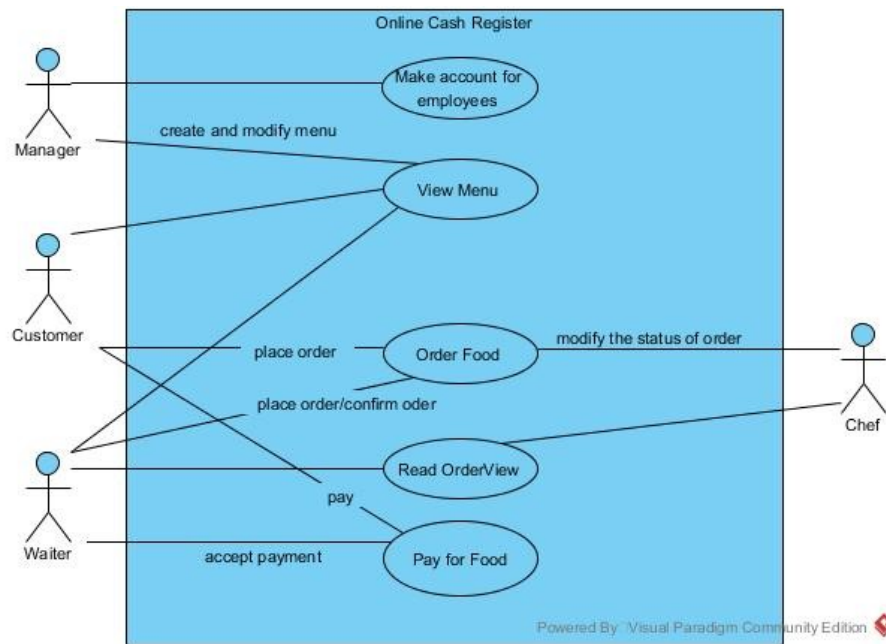 Online Cash Register
Make account for
employees
Manager
create and modify menu
View Menu
Customer
place order
Order Food
modify the status of order
place order/confirm oder
Chef
Read OrderView
pay
Waiter
accept payment
Pay for Food
Powered By Visual Paradigm Community Edition